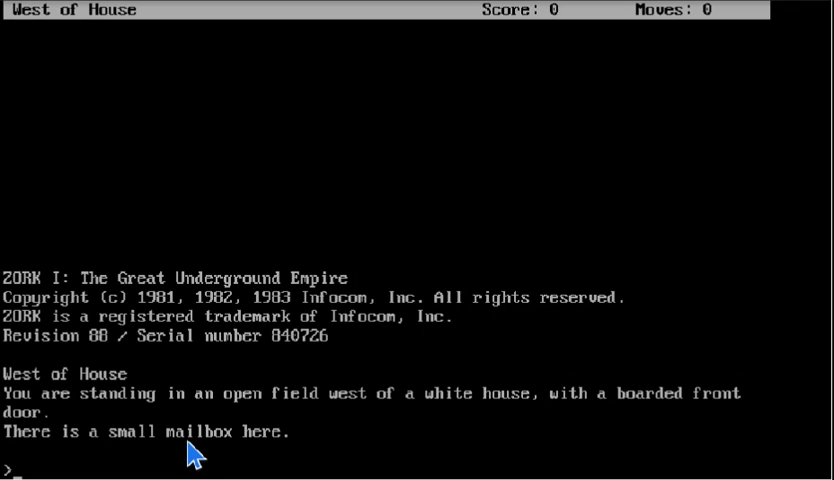 West of House Score: 0 Moves: 0
ZORK I: The Great Underground Empire
Copyright (c) 1981, 1982, 1983 Infocom, Inc. All rights reserved.
ZORK is a registered trademark of Infocom, Inc.
Revision 88 / Serial number 840726
West of House
You are standing in an open field west of a white house, with a boarded front
door.
There is a small mailbox here.
>_